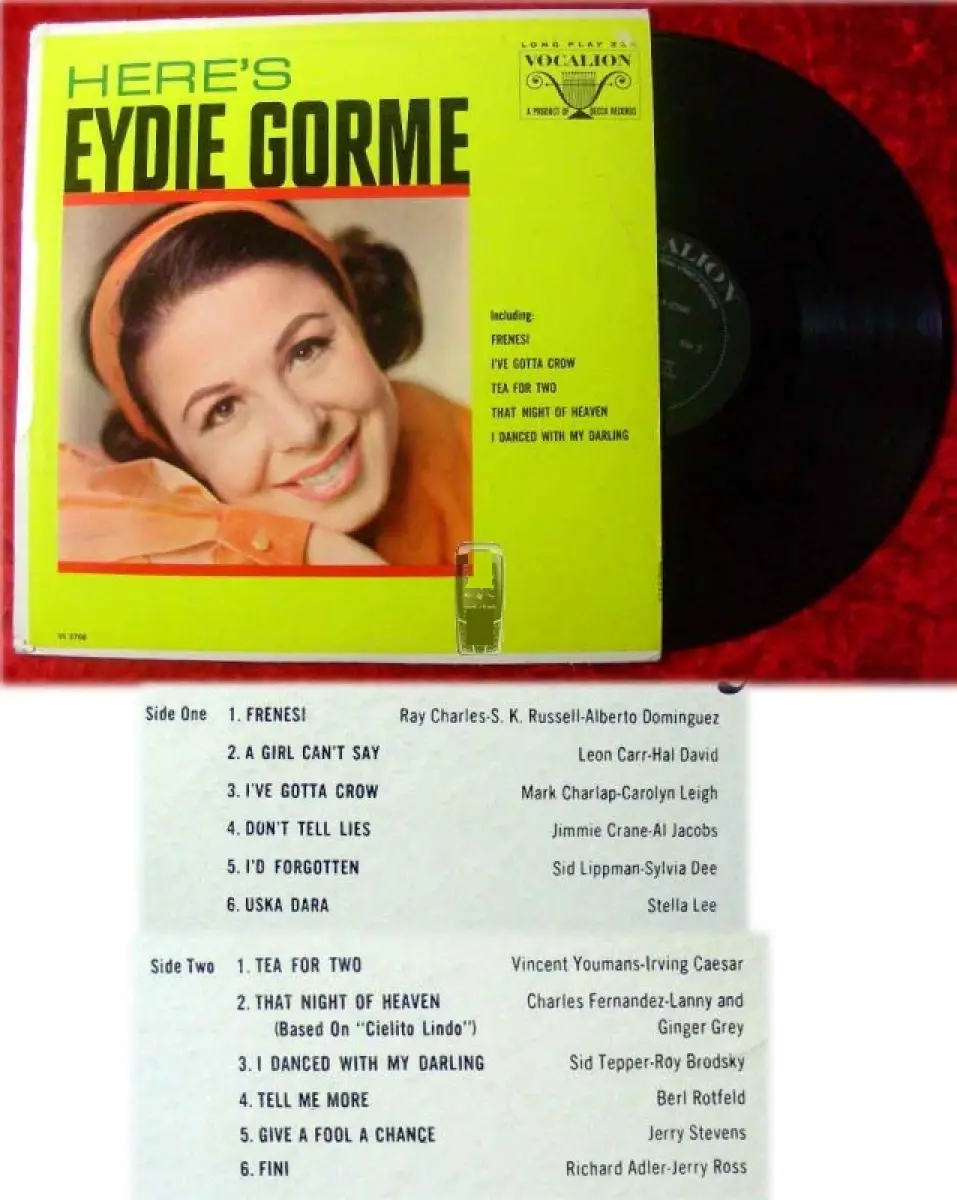 HERE'S
EYDIE GORME
LONG PLAY
VOCALION
A PRODUCT OF DECCA RECORDS
Including:
FRENESI
I'VE GOTTA CROW
TEA FOR TWO
THAT NIGHT OF HEAVEN
I DANCED WITH MY DARLING
VL 3708
Side One 1. FRENESI Ray Charles-S. K. Russell-Alberto Dominguez
2. A GIRL CAN'T SAY Leon Carr-Hal David
3. I'VE GOTTA CROW Mark Charlap-Carolyn Leigh
4. DON'T TELL LIES Jimmie Crane-Al Jacobs
5. I'D FORGOTTEN Sid Lippman-Sylvia Dee
6. USKA DARA Stella Lee
Side Two 1. TEA FOR TWO Vincent Youmans-Irving Caesar
2. THAT NIGHT OF HEAVEN Charles Fernandez-Lanny and
(Based On "Cielito Lindo") Ginger Grey
3. I DANCED WITH MY DARLING Sid Tepper-Roy Brodsky
4. TELL ME MORE Berl Rotfeld
5. GIVE A FOOL A CHANCE Jerry Stevens
6. FINI Richard Adler-Jerry Ross